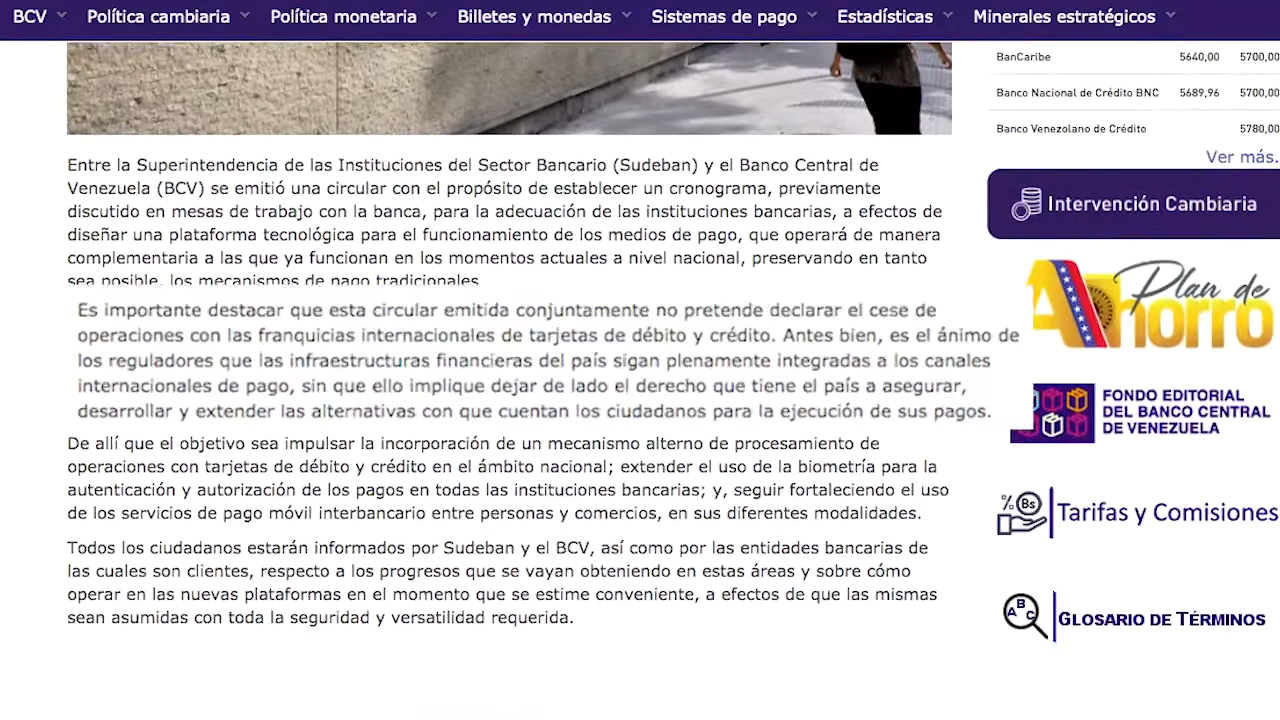 BCV Política cambiaria Política monetaria Billetes y monedas Sistemas de pago Estadísticas Minerales estratégicos
BanCaribe 5640,00 5700,00
Banco Nacional de Crédito BNC 5689,96 5700,00
Banco Venezolano de Crédito 5780,00
Ver más.
Entre la Superintendencia de las Instituciones del Sector Bancario (Sudeban) y el Banco Central de
Venezuela (BCV) se emitió una circular con el propósito de establecer un cronograma, previamente
discutido en mesas de trabajo con la banca, para la adecuación de las instituciones bancarias, a efectos de
diseñar una plataforma tecnológica para el funcionamiento de los medios de pago, que operará de manera
complementaria a las que ya funcionan en los momentos actuales a nivel nacional, preservando en tanto
sea posible, los mecanismos de pago tradicionales
Es importante destacar que esta circular emitida conjuntamente no pretende declarar el cese de
operaciones con las franquicias internacionales de tarjetas de débito y crédito. Antes bien, es el ánimo de
los reguladores que las infraestructuras financieras del país sigan plenamente integradas a los canales
internacionales de pago, sin que ello implique dejar de lado el derecho que tiene el país a asegurar,
desarrollar y extender las alternativas con que cuentan los ciudadanos para la ejecución de sus pagos.
De allí que el objetivo sea impulsar la incorporación de un mecanismo alterno de procesamiento de
operaciones con tarjetas de débito y crédito en el ámbito nacional; extender el uso de la biometría para la
autenticación y autorización de los pagos en todas las instituciones bancarias; y, seguir fortaleciendo el uso
de los servicios de pago móvil interbancario entre personas y comercios, en sus diferentes modalidades.
Todos los ciudadanos estarán informados por Sudeban y el BCV, así como por las entidades bancarias de
las cuales son clientes, respecto a los progresos que se vayan obteniendo en estas áreas y sobre cómo
operar en las nuevas plataformas en el momento que se estime conveniente, a efectos de que las mismas
sean asumidas con toda la seguridad y versatilidad requerida.
Intervención Cambiaria
Plan de
Ahorro
FONDO EDITORIAL
DEL BANCO CENTRAL
DE VENEZUELA
% Bs
Tarifas y Comisiones
A B C
GLOSARIO DE TÉRMINOS